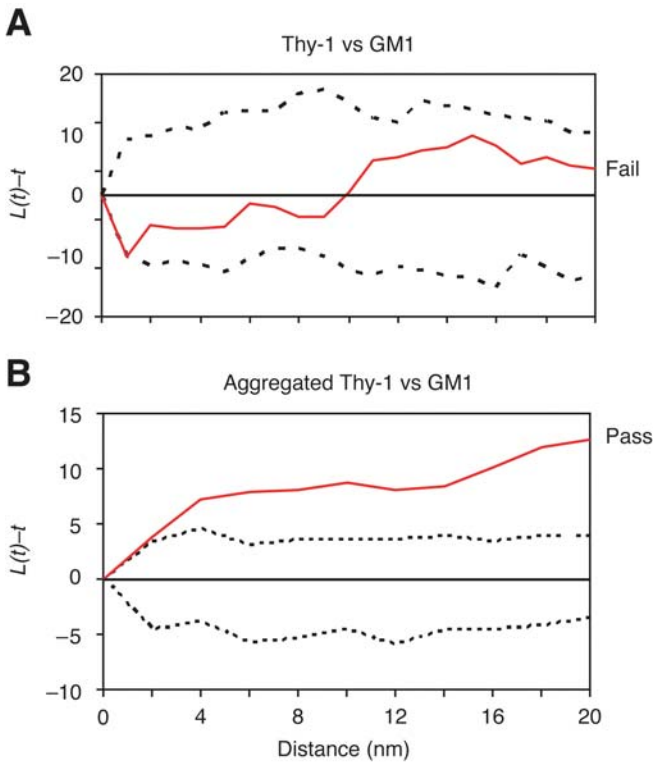 A
Thy-1 vs GM1
20
10
0
−10
−20
L(t)–t
Fail
B
Aggregated Thy-1 vs GM1
15
10
5
0
−5
−10
L(t)–t
Pass
0 4 8 12 16 20
Distance (nm)